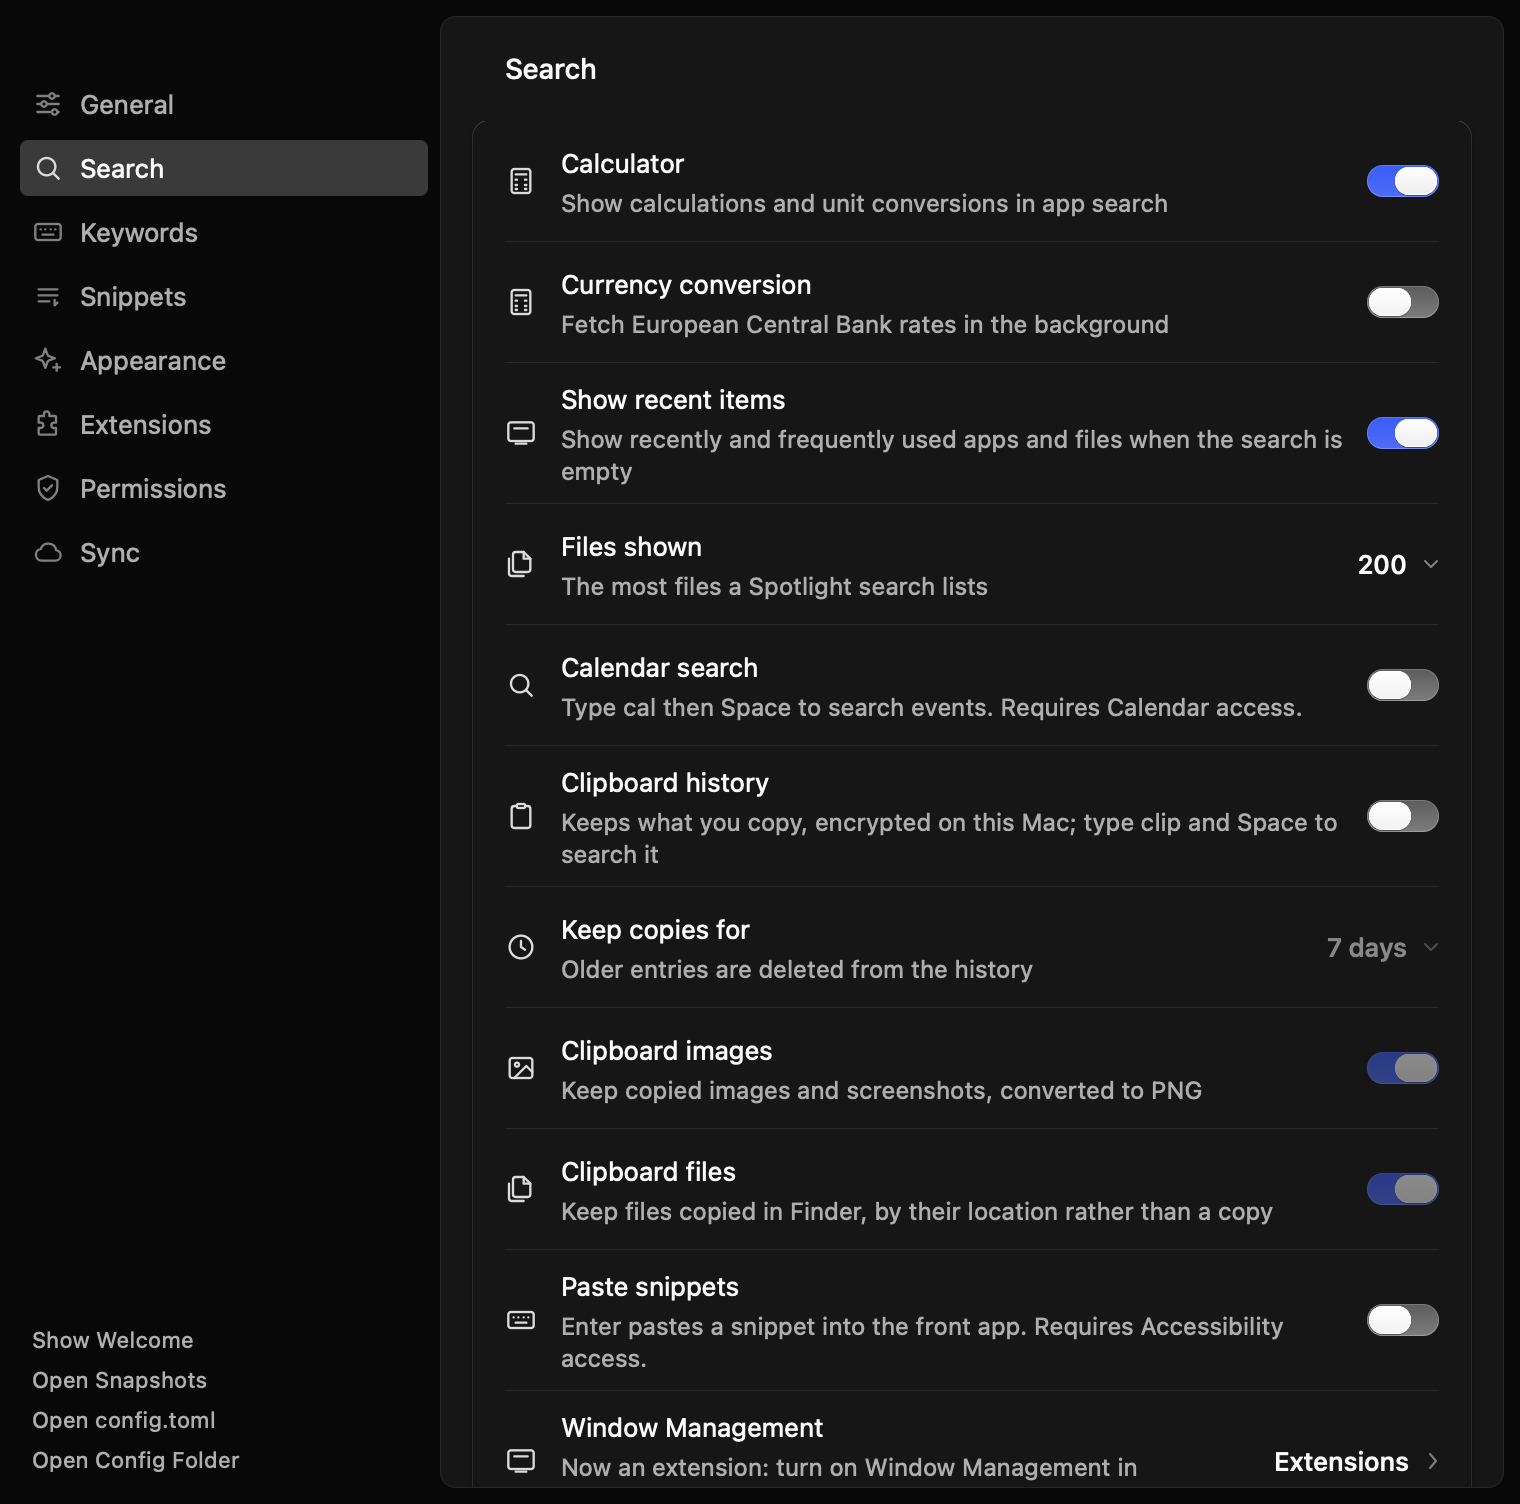 General
Search
Keywords
Snippets
Appearance
Extensions
Permissions
Sync
Show Welcome
Open Snapshots
Open config.toml
Open Config Folder
Search
Calculator
Show calculations and unit conversions in app search
Currency conversion
Fetch European Central Bank rates in the background
Show recent items
Show recently and frequently used apps and files when the search is
empty
Files shown
The most files a Spotlight search lists
200
Calendar search
Type cal then Space to search events. Requires Calendar access.
Clipboard history
Keeps what you copy, encrypted on this Mac; type clip and Space to
search it
Keep copies for
Older entries are deleted from the history
7 days
Clipboard images
Keep copied images and screenshots, converted to PNG
Clipboard files
Keep files copied in Finder, by their location rather than a copy
Paste snippets
Enter pastes a snippet into the front app. Requires Accessibility
access.
Window Management
Now an extension: turn on Window Management in
Extensions